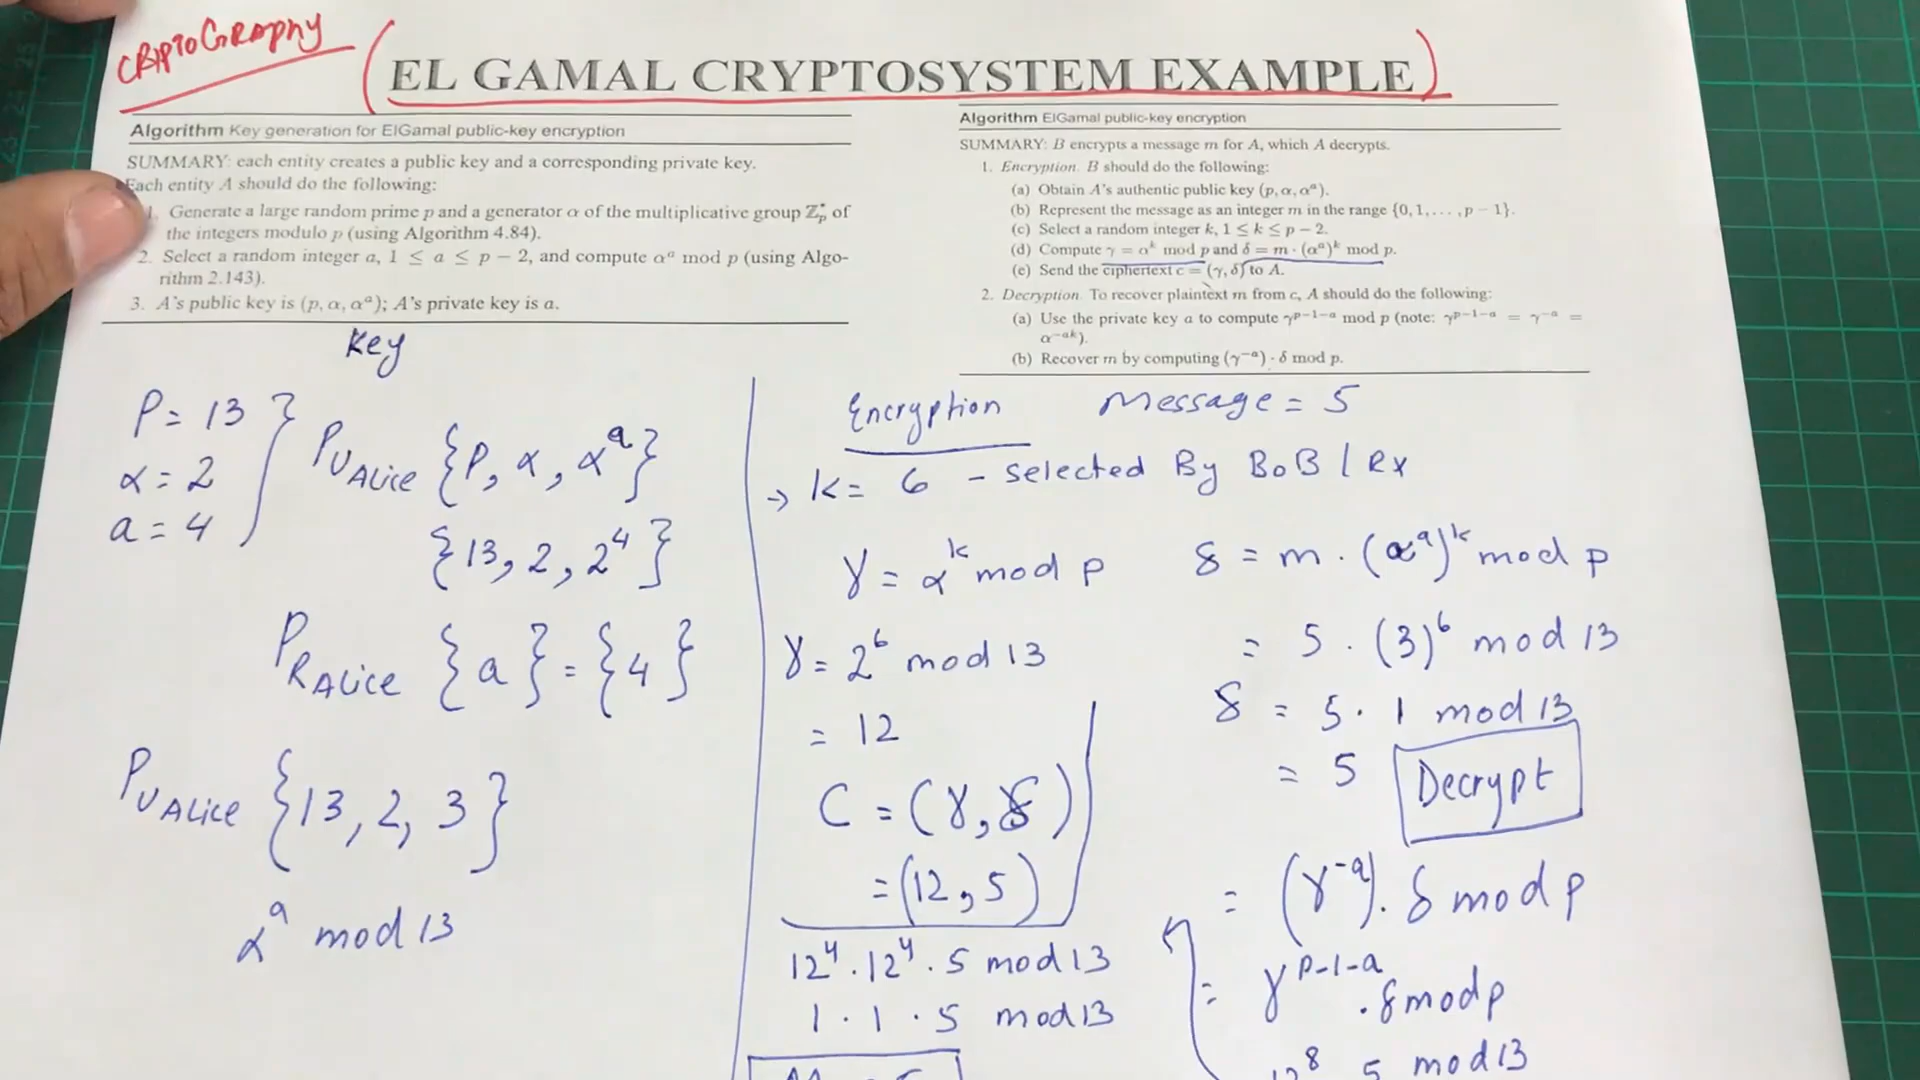 CRYPTOGRAPHY
EL GAMAL CRYPTOSYSTEM EXAMPLE
Algorithm Key generation for ElGamal public-key encryption
SUMMARY: each entity creates a public key and a corresponding private key.
Each entity A should do the following:
1. Generate a large random prime p and a generator α of the multiplicative group ℤ*ₚ of
the integers modulo p (using Algorithm 4.84).
2. Select a random integer a, 1 ≤ a ≤ p − 2, and compute αᵃ mod p (using Algo-
rithm 2.143).
3. A's public key is (p, α, αᵃ); A's private key is a.
Key
P = 13
α = 2
a = 4
PU Alice {P, α, αᵃ}
{13, 2, 2⁴}
PR Alice {a} = {4}
PU Alice {13, 2, 3}
αᵃ mod 13
Algorithm ElGamal public-key encryption
SUMMARY: B encrypts a message m for A, which A decrypts.
1. Encryption. B should do the following:
(a) Obtain A's authentic public key (p, α, αᵃ).
(b) Represent the message as an integer m in the range {0, 1, . . . , p − 1}.
(c) Select a random integer k, 1 ≤ k ≤ p − 2.
(d) Compute γ = αᵏ mod p and δ = m · (αᵃ)ᵏ mod p.
(e) Send the ciphertext c = (γ, δ) to A.
2. Decryption. To recover plaintext m from c, A should do the following:
(a) Use the private key a to compute γᵖ⁻¹⁻ᵃ mod p (note: γᵖ⁻¹⁻ᵃ = γ⁻ᵃ =
α⁻ᵃᵏ).
(b) Recover m by computing (γ⁻ᵃ) · δ mod p.
Encryption Message = 5
→ k = 6 - Selected By BoB / Rx
γ = αᵏ mod p
γ = 2⁶ mod 13
= 12
C = (γ, δ)
= (12, 5)
12⁴ . 12⁴ . 5 mod 13
1 . 1 . 5 mod 13
δ = m . (αᵃ)ᵏ mod p
= 5 . (3)⁶ mod 13
δ = 5 . 1 mod 13
= 5
Decrypt
= (γ⁻ᵃ) . δ mod p
= γᵖ⁻¹⁻ᵃ . δ mod p
5 mod 13